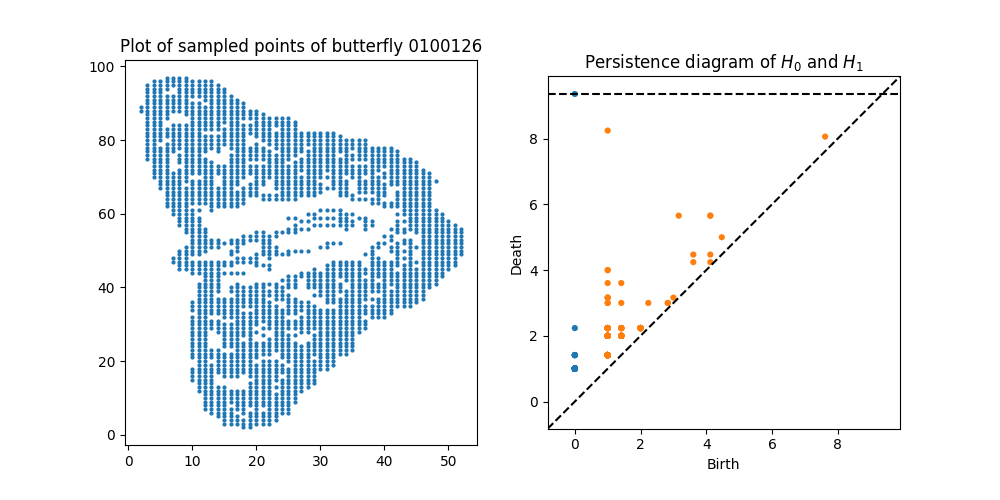 Plot of sampled points of butterfly 0100126
100
80
60
40
20
0
0 10 20 30 40 50
Persistence diagram of H₀ and H₁
Death
8
6
4
2
0
0 2 4 6 8
Birth